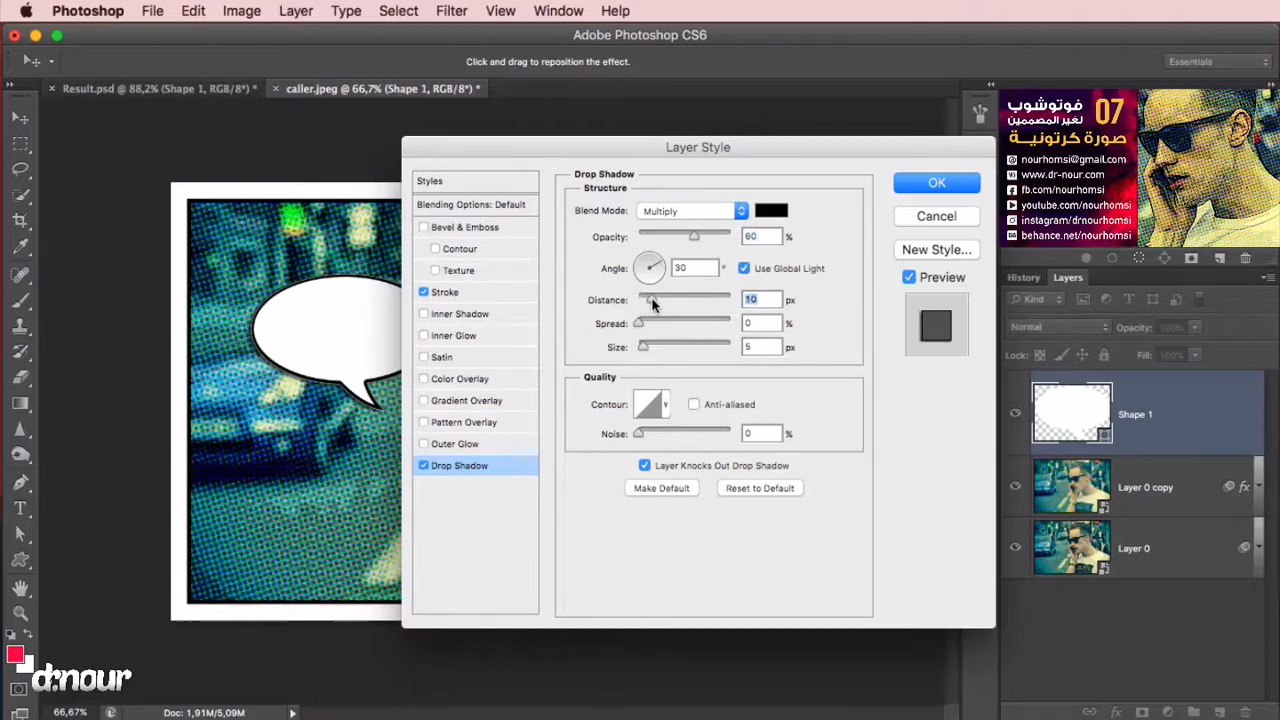 Photoshop File Edit Image Layer Type Select Filter View Window Help
Adobe Photoshop CS6
Click and drag to reposition the effect.
Essentials
Result.psd @ 88,2% (Shape 1, RGB/8*) *
caller.jpeg @ 66,7% (Shape 1, RGB/8*) *
07 فوتوشوب
لغير المصممين
صورة كرتونية
nourhomsi@gmail.com
www.dr-nour.com
fb.com/nourhomsi
youtube.com/nourhomsi
instagram/drnourhomsi
behance.net/nourhomsi
Layer Style
Styles
Blending Options: Default
Bevel & Emboss
Contour
Texture
Stroke
Inner Shadow
Inner Glow
Satin
Color Overlay
Gradient Overlay
Pattern Overlay
Outer Glow
Drop Shadow
Drop Shadow
Structure
Blend Mode: Multiply
Opacity: 60 %
Angle: 30 ° Use Global Light
Distance: 10 px
Spread: 0 %
Size: 5 px
Quality
Contour: Anti-aliased
Noise: 0 %
Layer Knocks Out Drop Shadow
Make Default Reset to Default
OK
Cancel
New Style...
Preview
History Layers
Kind
Normal Opacity: 100%
Lock: Fill: 100%
Shape 1
Layer 0 copy fx
Layer 0
d:nour
66,67% Doc: 1,91M/5,09M